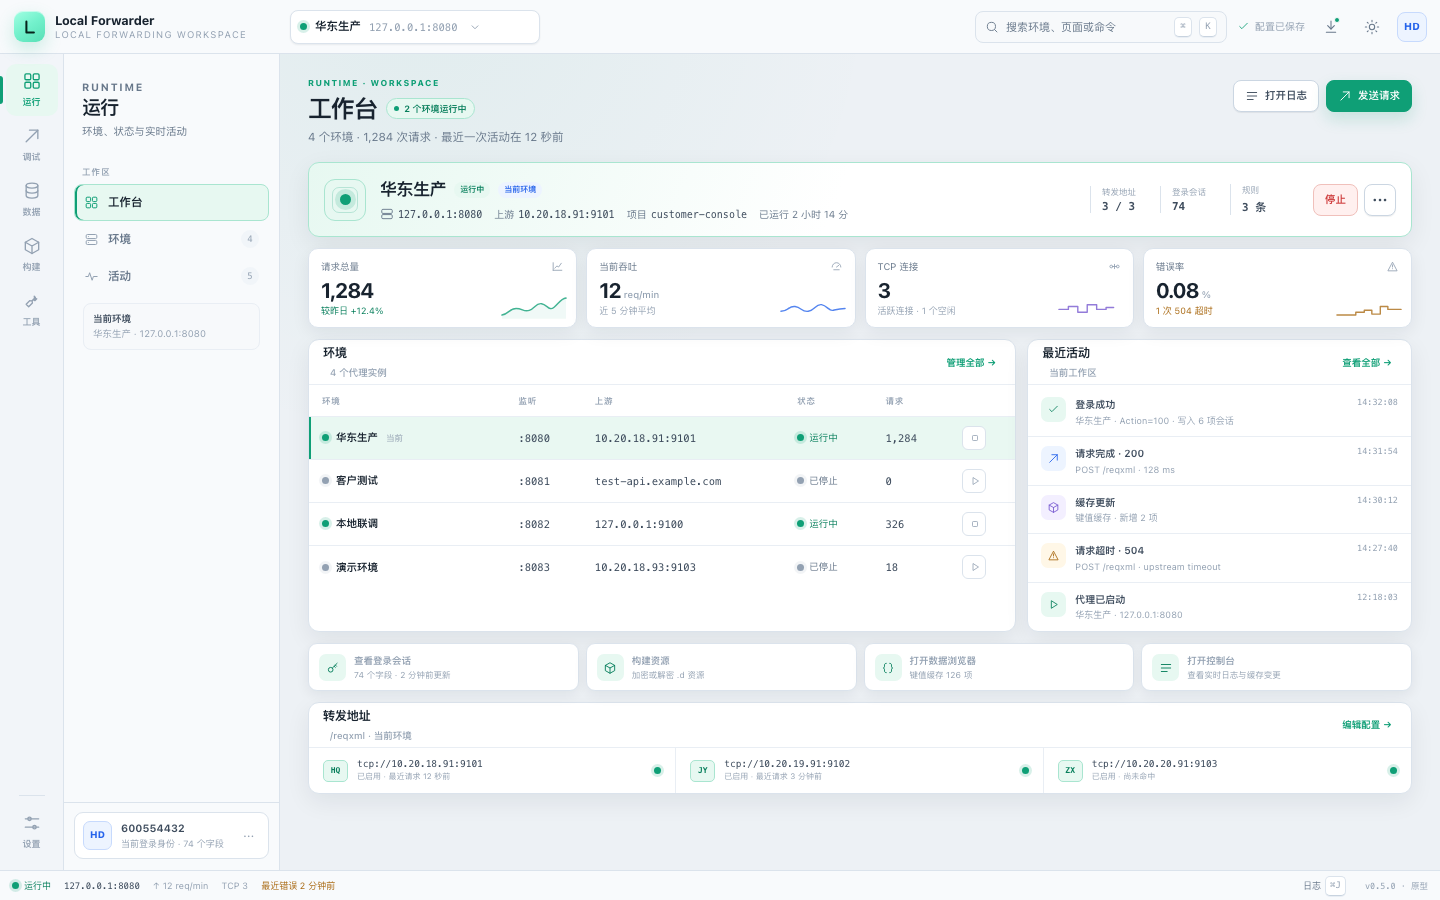 L
Local Forwarder
LOCAL FORWARDING WORKSPACE
华东生产 127.0.0.1:8080
搜索环境、页面或命令 ⌘ K
配置已保存
HD
运行
调试
数据
构建
工具
设置
RUNTIME
运行
环境、状态与实时活动
工作区
工作台
环境 4
活动 5
当前环境
华东生产 · 127.0.0.1:8080
HD
600554432
当前登录身份 · 74 个字段
RUNTIME · WORKSPACE
工作台 2 个环境运行中
4 个环境 · 1,284 次请求 · 最近一次活动在 12 秒前
打开日志
发送请求
华东生产 运行中 当前环境
127.0.0.1:8080 上游 10.20.18.91:9101 项目 customer-console 已运行 2 小时 14 分
转发地址
3 / 3
登录会话
74
规则
3 条
停止
请求总量
1,284
较昨日 +12.4%
当前吞吐
12 req/min
近 5 分钟平均
TCP 连接
3
活跃连接 · 1 个空闲
错误率
0.08 %
1 次 504 超时
环境
4 个代理实例
管理全部 →
环境 监听 上游 状态 请求
华东生产 当前 :8080 10.20.18.91:9101 运行中 1,284
客户测试 :8081 test-api.example.com 已停止 0
本地联调 :8082 127.0.0.1:9100 运行中 326
演示环境 :8083 10.20.18.93:9103 已停止 18
最近活动
当前工作区
查看全部 →
登录成功 14:32:08
华东生产 · Action=100 · 写入 6 项会话
请求完成 · 200 14:31:54
POST /reqxml · 128 ms
缓存更新 14:30:12
键值缓存 · 新增 2 项
请求超时 · 504 14:27:40
POST /reqxml · upstream timeout
代理已启动 12:18:03
华东生产 · 127.0.0.1:8080
查看登录会话
74 个字段 · 2 分钟前更新
构建资源
加密或解密 .d 资源
打开数据浏览器
键值缓存 126 项
打开控制台
查看实时日志与缓存变更
转发地址
/reqxml · 当前环境
编辑配置 →
HQ
tcp://10.20.18.91:9101
已启用 · 最近请求 12 秒前
JY
tcp://10.20.19.91:9102
已启用 · 最近请求 3 分钟前
ZX
tcp://10.20.20.91:9103
已启用 · 尚未命中
运行中 127.0.0.1:8080 ↑ 12 req/min TCP 3 最近错误 2 分钟前
日志 ⌘J v0.5.0 · 原型